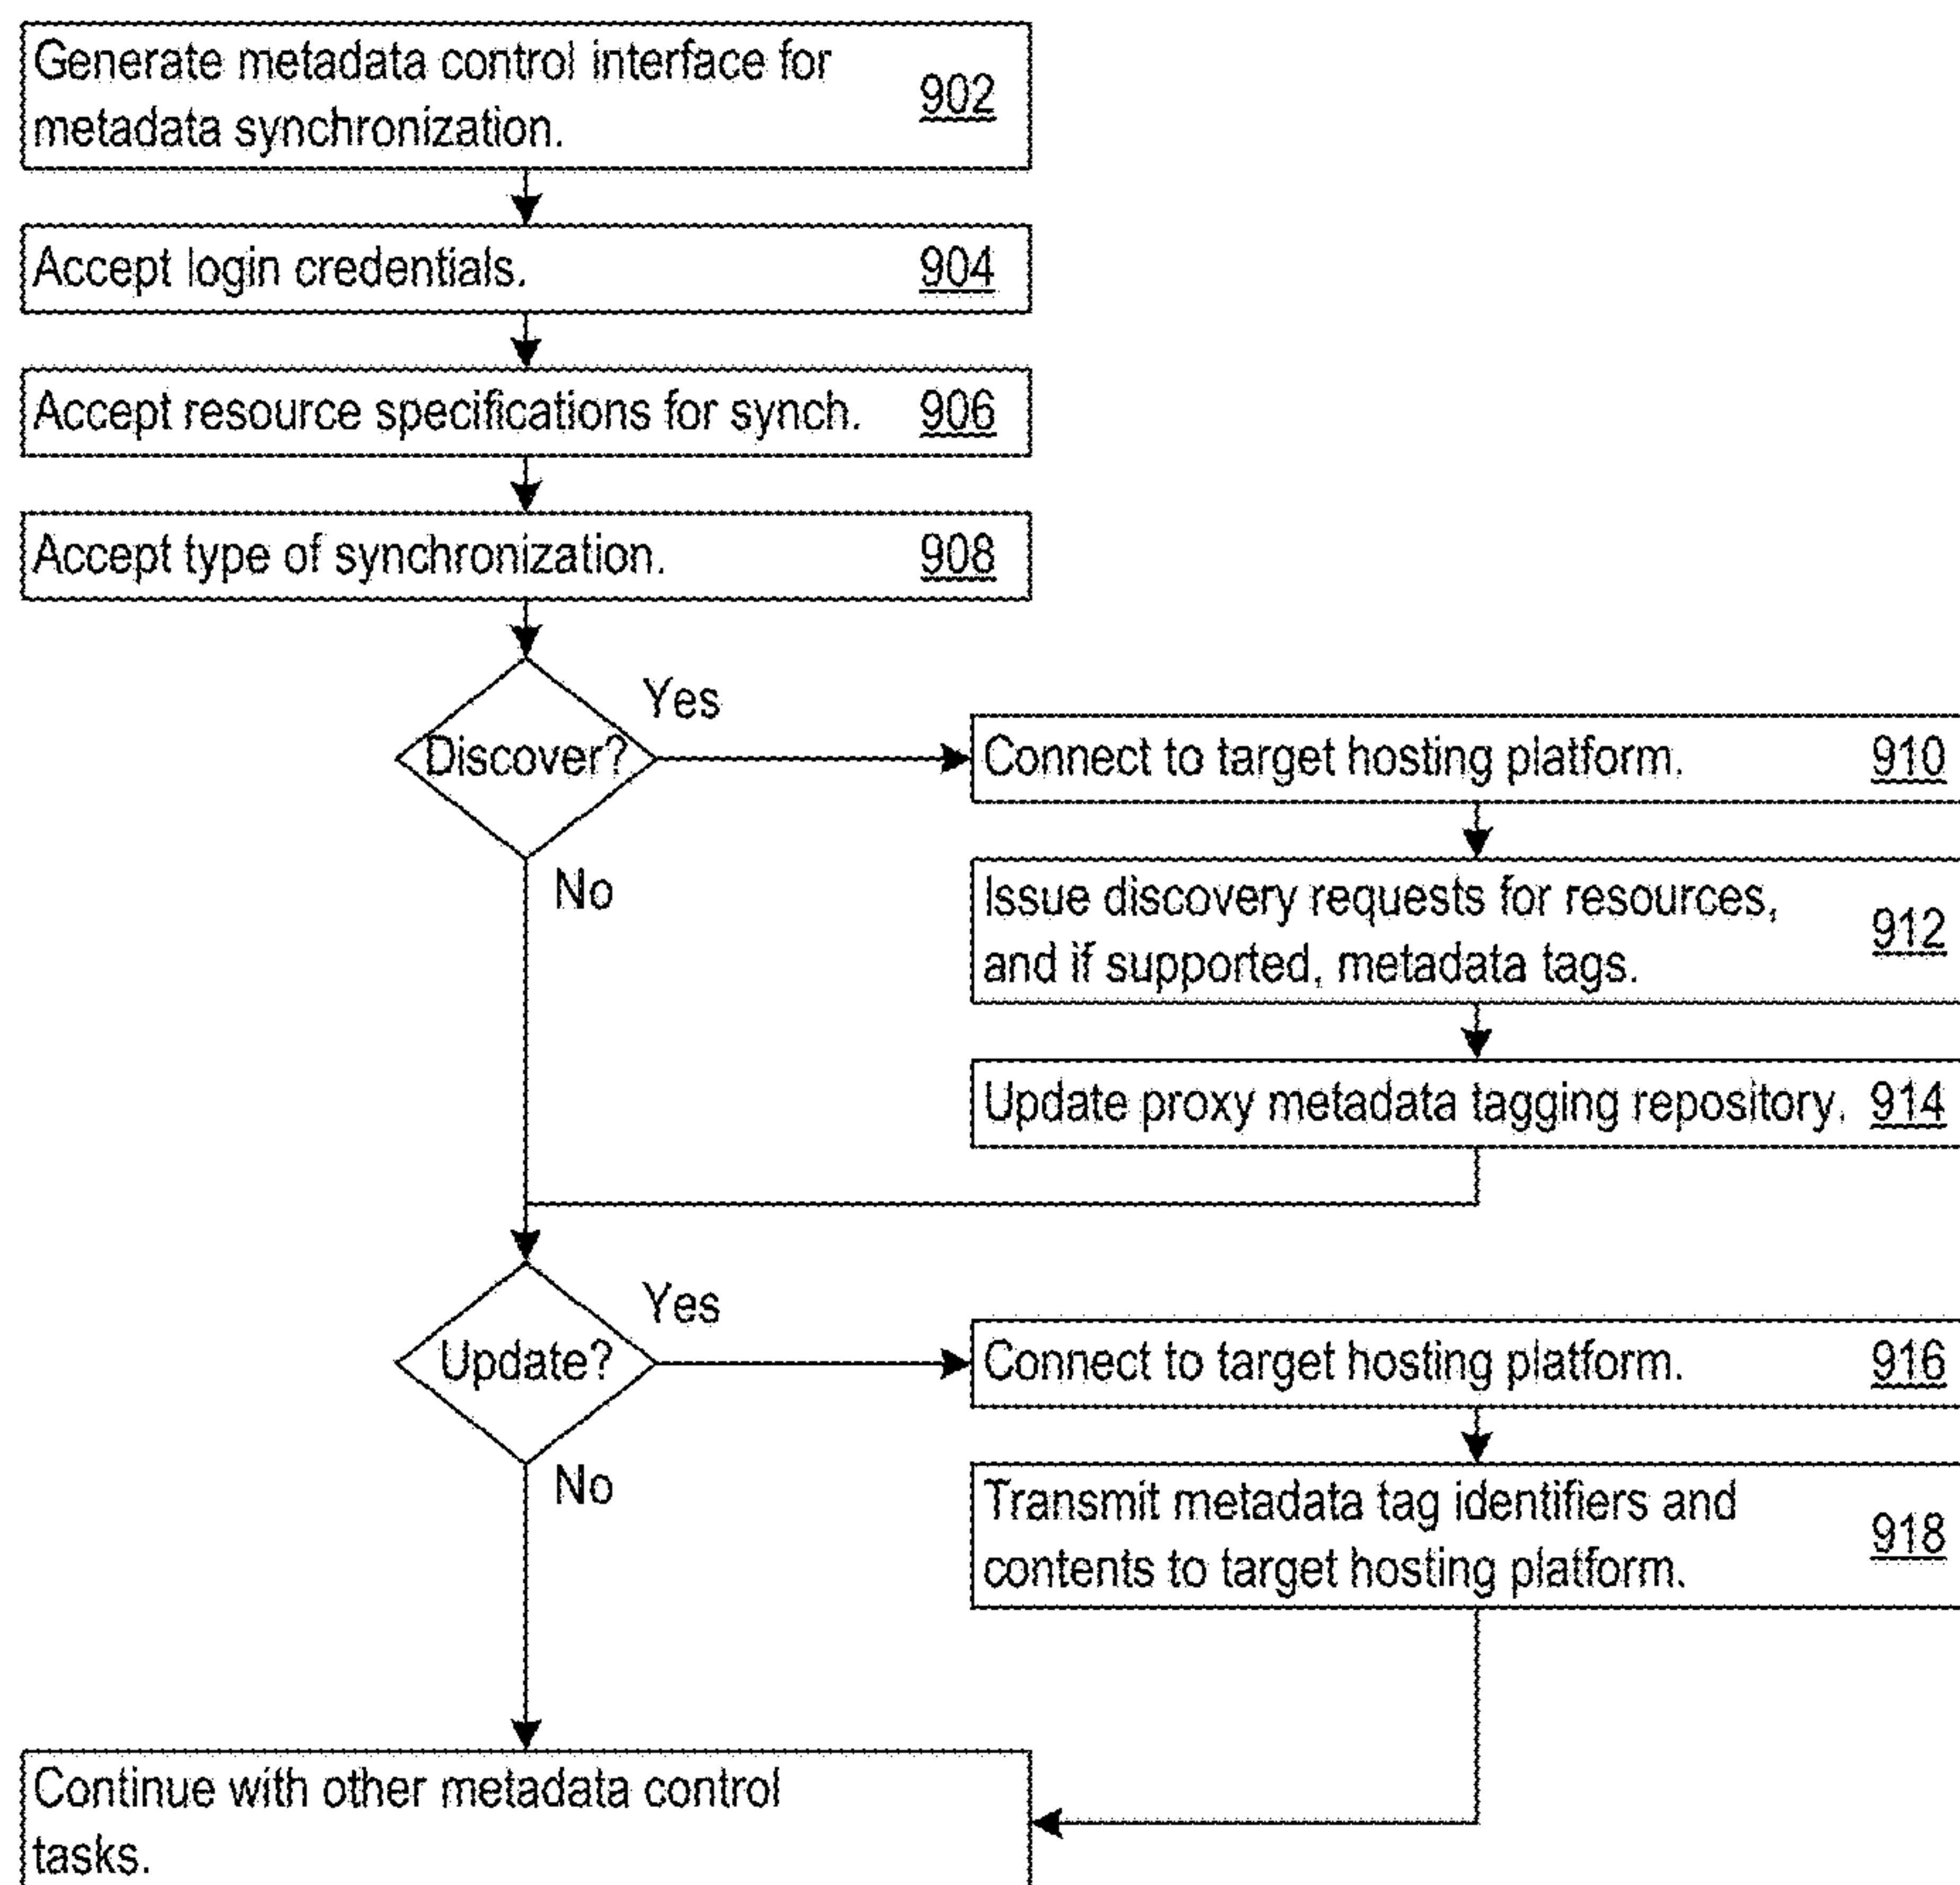 Generate metadata control interface for
metadata synchronization.
902
Accept login credentials. 904
Accept resource specifications for synch. 906
Accept type of synchronization. 908
Discover?
Yes
No
Connect to target hosting platform. 910
Issue discovery requests for resources,
and if supported, metadata tags.
912
Update proxy metadata tagging repository. 914
Update?
Yes
No
Connect to target hosting platform. 916
Transmit metadata tag identifiers and
contents to target hosting platform.
918
Continue with other metadata control
tasks.